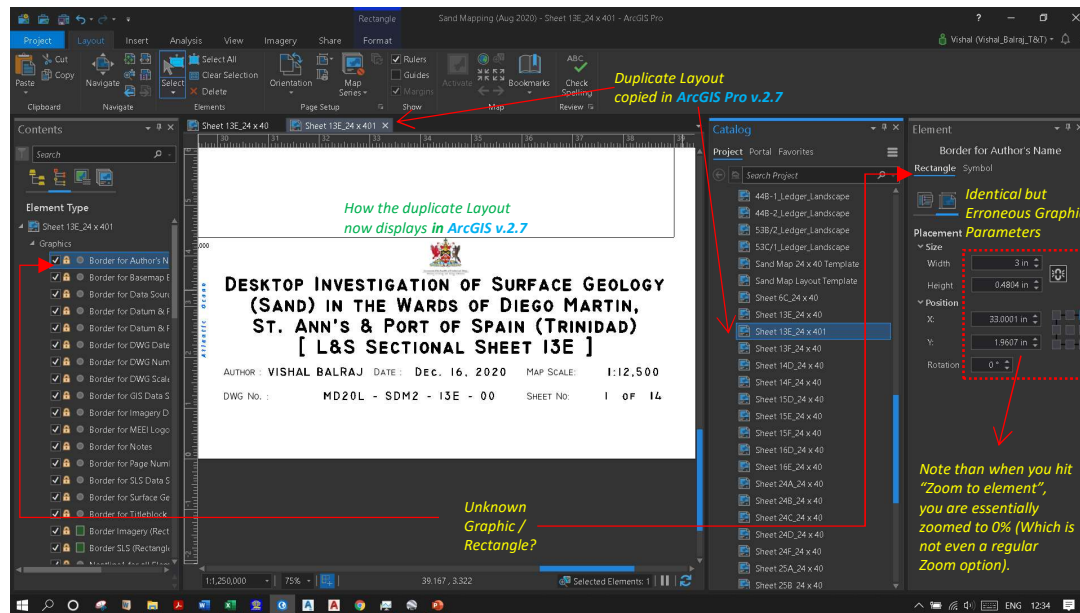 Rectangle
Sand Mapping (Aug 2020) - Sheet 13E_24 x 401 - ArcGIS Pro
?
Project Layout Insert Analysis View Imagery Share Format
Vishal (Vishal_Balraj_T&T)
Paste
Cut
Copy
Clipboard
Navigate
Navigate
Select
Select All
Clear Selection
Delete
Elements
Orientation
Map Series
Page Setup
Rulers
Guides
Margins
Show
Activate
Bookmarks
Map
ABC
Check Spelling
Review
Duplicate Layout
copied in ArcGIS Pro v.2.7
Contents
Search
Element Type
Sheet 13E_24 x 401
Graphics
Border for Author's N
Border for Basemap E
Border for Data Sourc
Border for Datum & F
Border for Datum & F
Border for DWG Date
Border for DWG Num
Border for DWG Scale
Border for GIS Data S
Border for Imagery D
Border for MEEI Logo
Border for Notes
Border for Page Numl
Border for SLS Data S
Border for Surface Ge
Border for Titleblock
Border Imagery (Rect
Border SLS (Rectangle
Sheet 13E_24 x 40
Sheet 13E_24 x 401
30 31 32 33 34 35 36 37 38 39
How the duplicate Layout
now displays in ArcGIS v.2.7
,000
Atlantic Ocean
DESKTOP INVESTIGATION OF SURFACE GEOLOGY
(SAND) IN THE WARDS OF DIEGO MARTIN,
ST. ANN'S & PORT OF SPAIN (TRINIDAD)
[ L&S SECTIONAL SHEET 13E ]
AUTHOR : VISHAL BALRAJ DATE : DEC. 16, 2020 MAP SCALE: 1:12,500
DWG NO. : MD20L - SDM2 - 13E - 00 SHEET NO: 1 OF 14
Unknown
Graphic /
Rectangle?
1:1,250,000
75%
39.167 , 3.322
Selected Elements: 1
Catalog
Project Portal Favorites
Search Project
44B-1_Ledger_Landscape
44B-2_Ledger_Landscape
53B/2_Ledger_Landscape
53C/1_Ledger_Landscape
Sand Map 24 x 40 Template
Sand Map Layout Template
Sheet 6C_24 x 40
Sheet 13E_24 x 40
Sheet 13E_24 x 401
Sheet 13F_24 x 40
Sheet 14D_24 x 40
Sheet 14F_24 x 40
Sheet 15D_24 x 40
Sheet 15E_24 x 40
Sheet 15F_24 x 40
Sheet 16D_24 x 40
Sheet 16E_24 x 40
Sheet 24A_24 x 40
Sheet 24B_24 x 40
Sheet 24C_24 x 40
Sheet 24D_24 x 40
Sheet 24F_24 x 40
Sheet 25A_24 x 40
Sheet 25B_24 x 40
Element
Border for Author's Name
Rectangle Symbol
Identical but
Erroneous Graphic
Parameters
Placement
Size
Width 3 in
Height 0.4804 in
Position
X: 33.0001 in
Y: 1.9607 in
Rotation 0 °
Note than when you hit
“Zoom to element”,
you are essentially
zoomed to 0% (Which is
not even a regular
Zoom option).
ENG 12:34